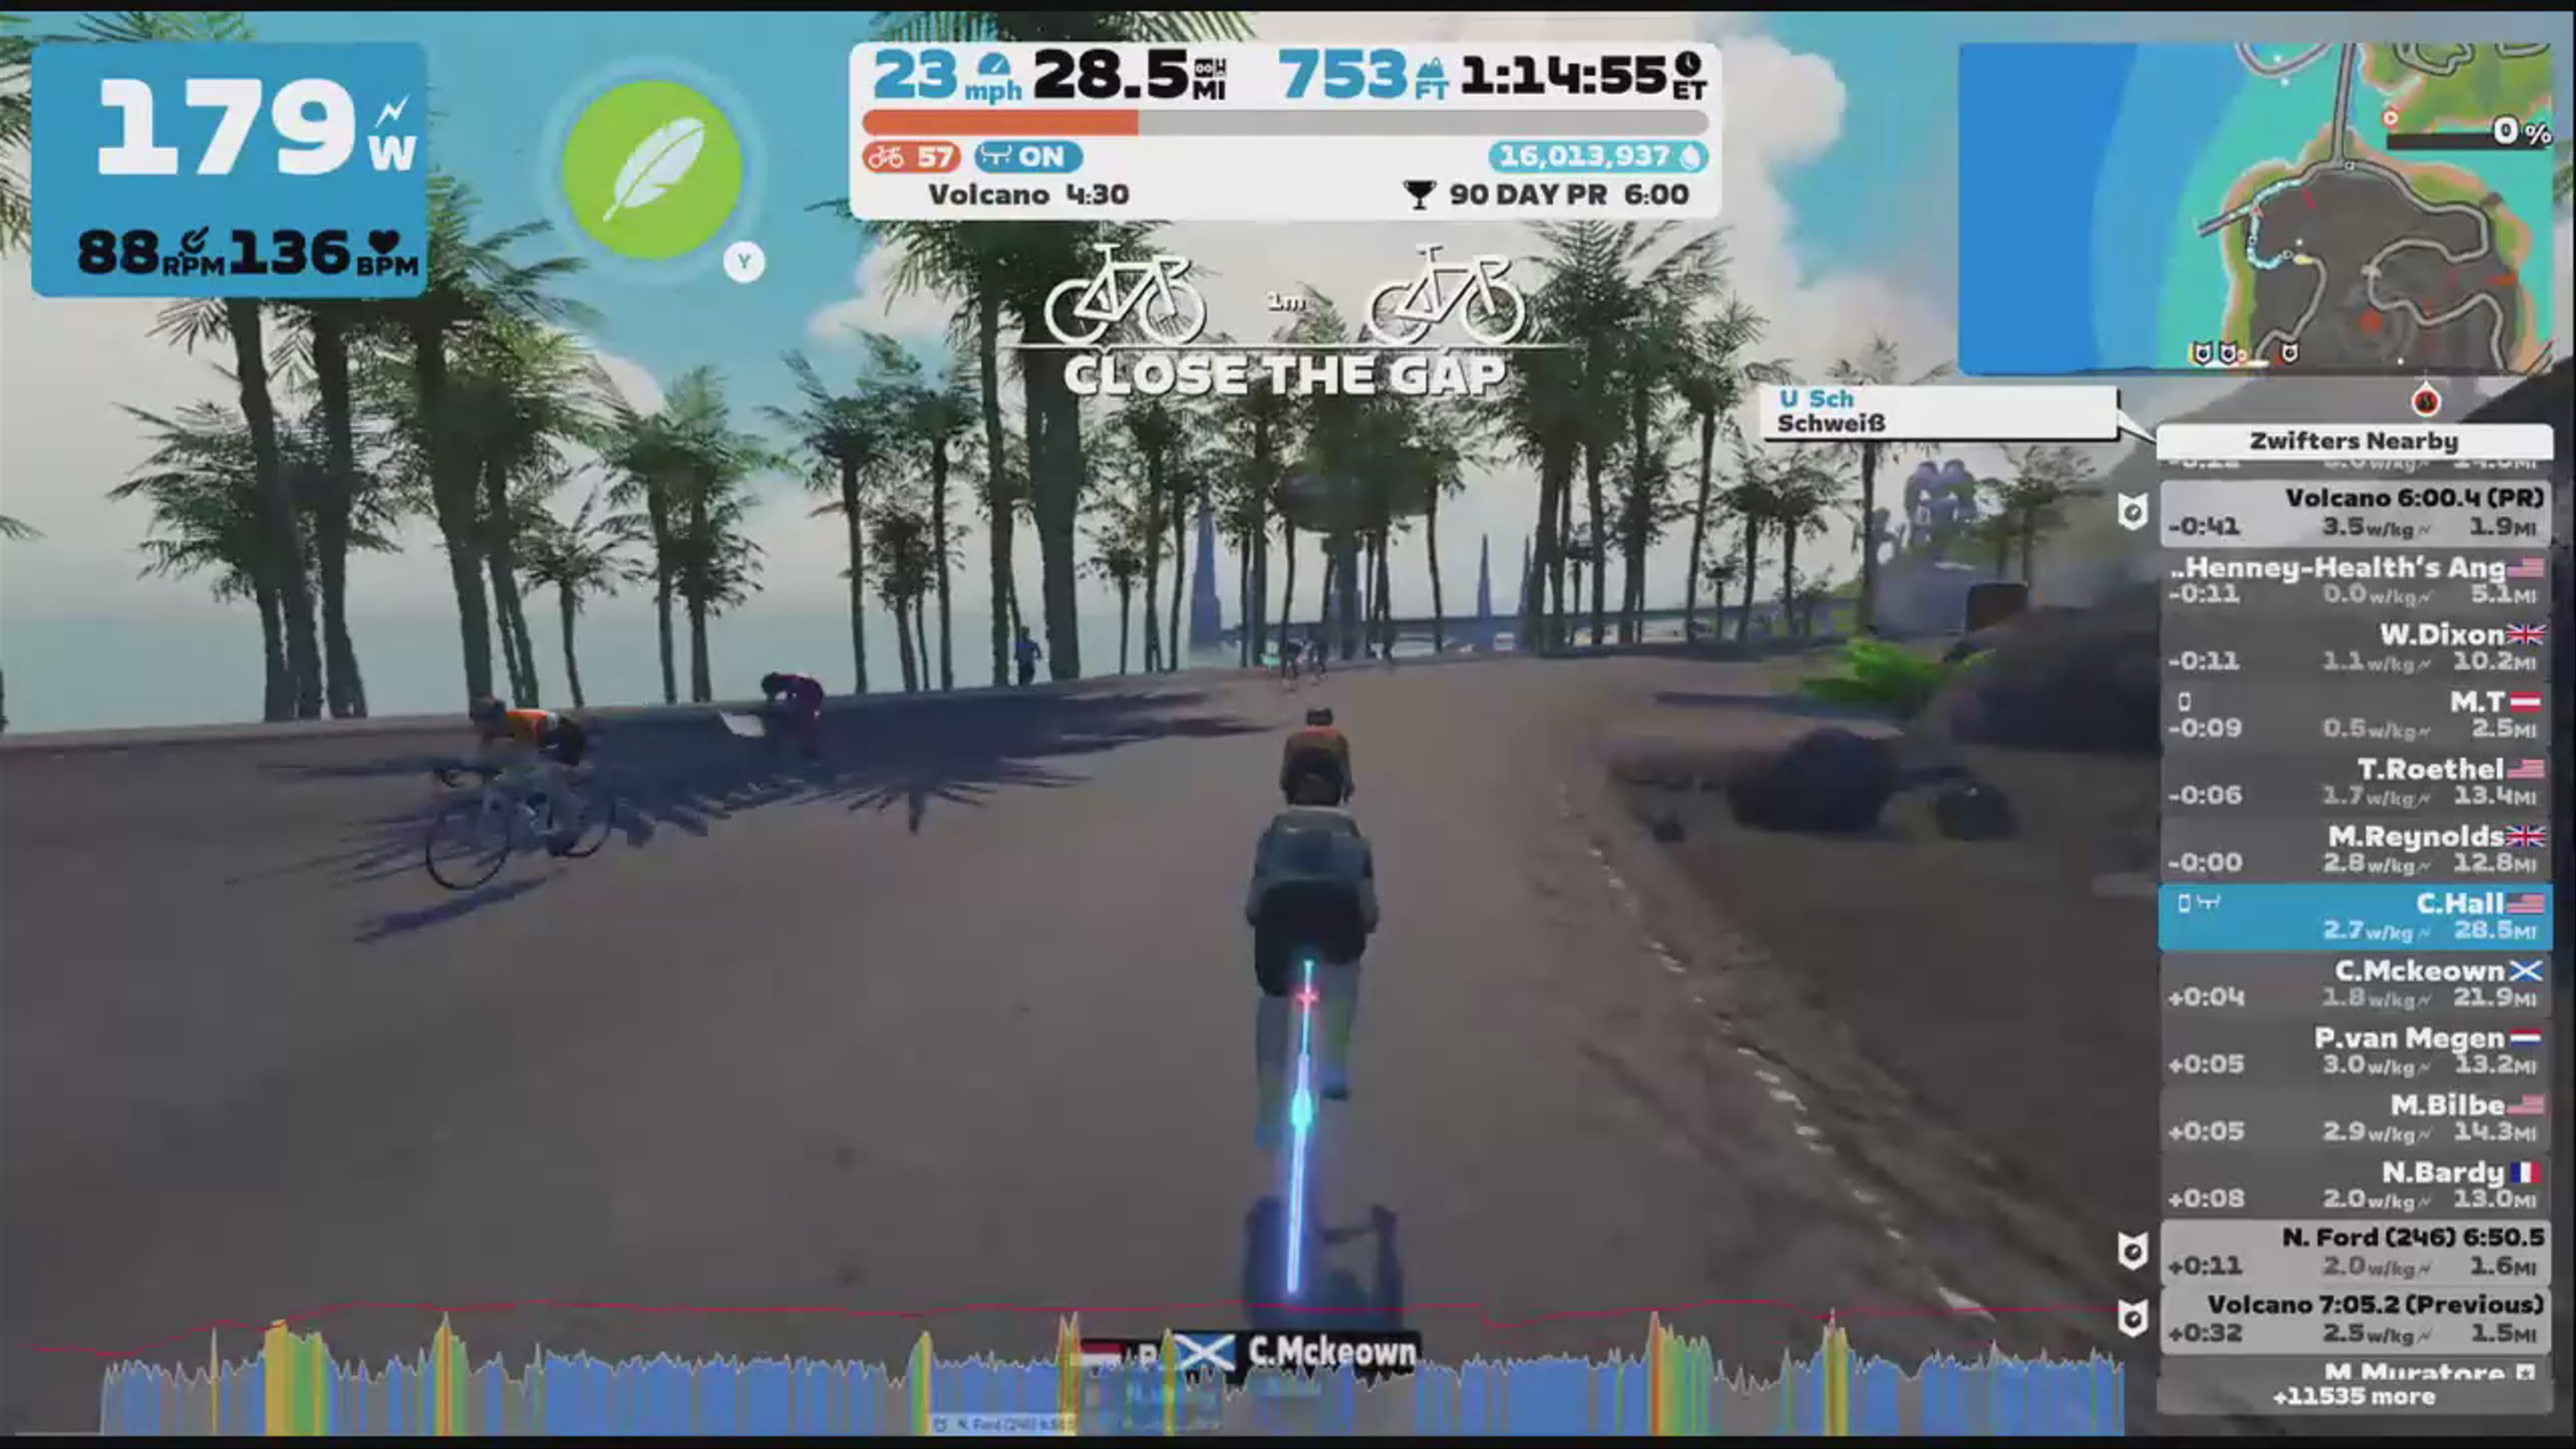 179 W
88 RPM 136 BPM
Y
23 mph 28.5 MI 753 FT 1:14:55 ET
57 ON 16,013,937
Volcano 4:30 90 DAY PR 6:00
1m
CLOSE THE GAP
0 %
U Sch
Schweiß
Zwifters Nearby
Volcano 6:00.4 (PR)
-0:41 3.5w/kg 1.9MI
..Henney-Health's Ang
-0:11 0.0w/kg 5.1MI
W.Dixon
-0:11 1.1w/kg 10.2MI
M.T
-0:09 0.5w/kg 2.5MI
T.Roethel
-0:06 1.7w/kg 13.4MI
M.Reynolds
-0:00 2.8w/kg 12.8MI
C.Hall
2.7w/kg 28.5MI
C.Mckeown
+0:04 1.8w/kg 21.9MI
P.van Megen
+0:05 3.0w/kg 13.2MI
M.Bilbe
+0:05 2.9w/kg 14.3MI
N.Bardy
+0:08 2.0w/kg 13.0MI
N. Ford (246) 6:50.5
+0:11 2.0w/kg 1.6MI
Volcano 7:05.2 (Previous)
+0:32 2.5w/kg 1.5MI
M.Muratore
+11535 more
C.Mckeown